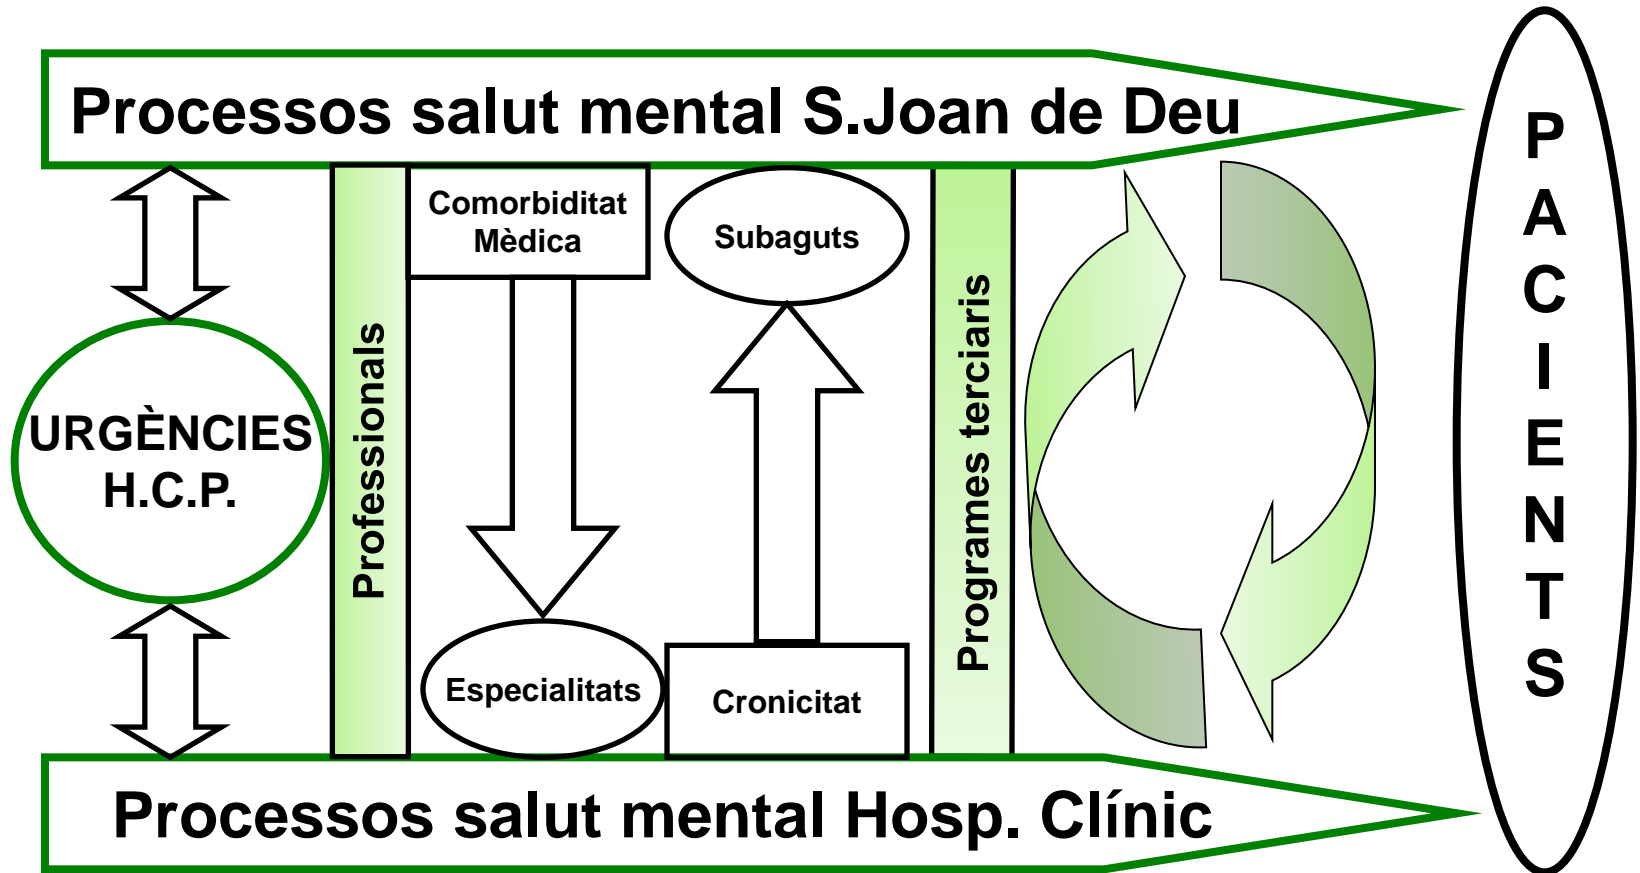 Processos salut mental S.Joan de Deu
Comorbiditat
Mèdica
Subaguts
URGÈNCIES
H.C.P.
Professionals
Programes terciaris
Especialitats
Cronicitat
Processos salut mental Hosp. Clínic
P
A
C
I
E
N
T
S